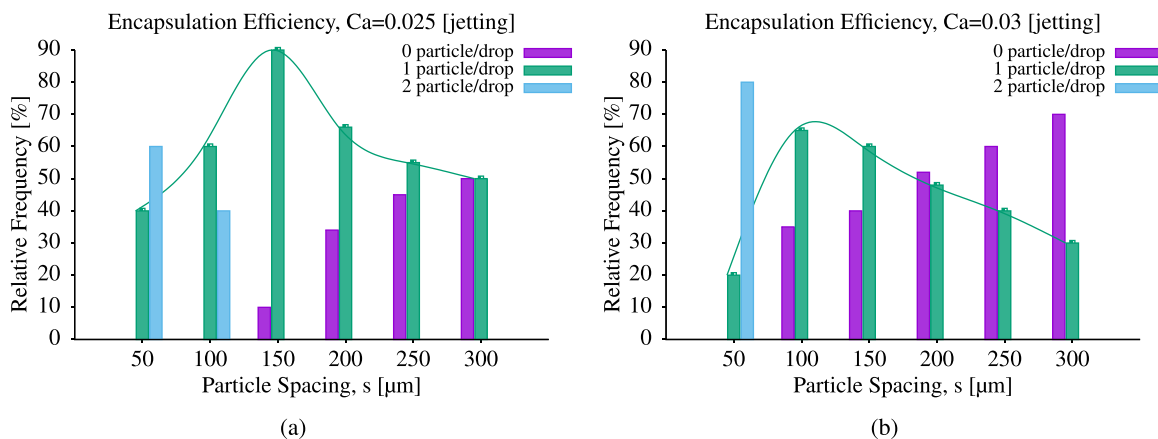 Encapsulation Efficiency, Ca=0.025 [jetting]
0 particle/drop
1 particle/drop
2 particle/drop
Relative Frequency [%]
90
80
70
60
50
40
30
20
10
0
50 100 150 200 250 300
Particle Spacing, s [µm]
(a)
Encapsulation Efficiency, Ca=0.03 [jetting]
0 particle/drop
1 particle/drop
2 particle/drop
Relative Frequency [%]
90
80
70
60
50
40
30
20
10
0
50 100 150 200 250 300
Particle Spacing, s [µm]
(b)